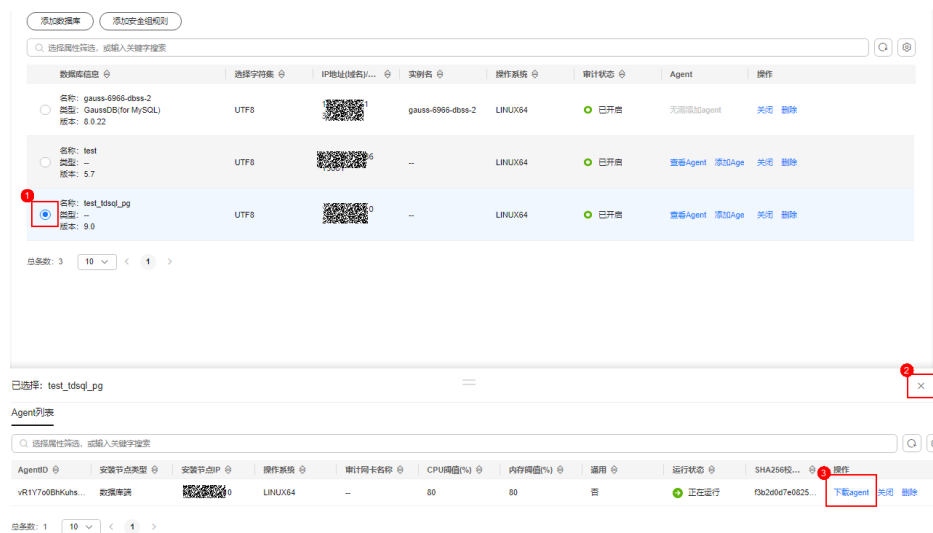 添加数据库 添加安全组规则
选择属性筛选，或输入关键字搜索
数据库信息 选择字符集 IP地址(域名)/... 实例名 操作系统 审计状态 Agent 操作
名称： gauss-6966-dbss-2
类型： GaussDB(for MySQL) UTF8 gauss-6966-dbss-2 LINUX64 已开启 无需添加agent 关闭 删除
版本： 8.0.22
名称： test
类型： -- UTF8 -- LINUX64 已开启 查看Agent 添加Age 关闭 删除
版本： 5.7
1
名称： test_tdsql_pg
类型： -- UTF8 -- LINUX64 已开启 查看Agent 添加Age 关闭 删除
版本： 9.0
总条数： 3 10 < 1 >
2
已选择： test_tdsql_pg
Agent列表
选择属性筛选，或输入关键字搜索
AgentID 安装节点类型 安装节点IP 操作系统 审计网卡名称 CPU阈值(%) 内存阈值(%) 通用 运行状态 SHA256校... 3 操作
vR1Y7o0BhKuhs... 数据库端 LINUX64 -- 80 80 否 正在运行 f3b2d0d7e0825... 下载agent 关闭 删除
总条数： 1 10 < 1 >